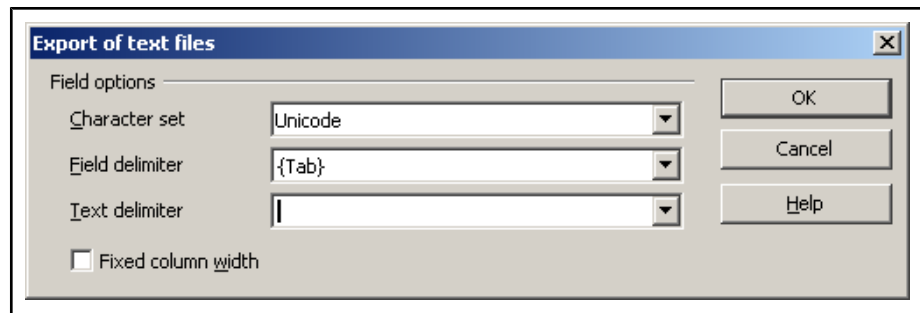 Export of text files
Field options
OK
Character set Unicode
Cancel
Field delimiter {Tab}
Text delimiter
Help
Fixed column width